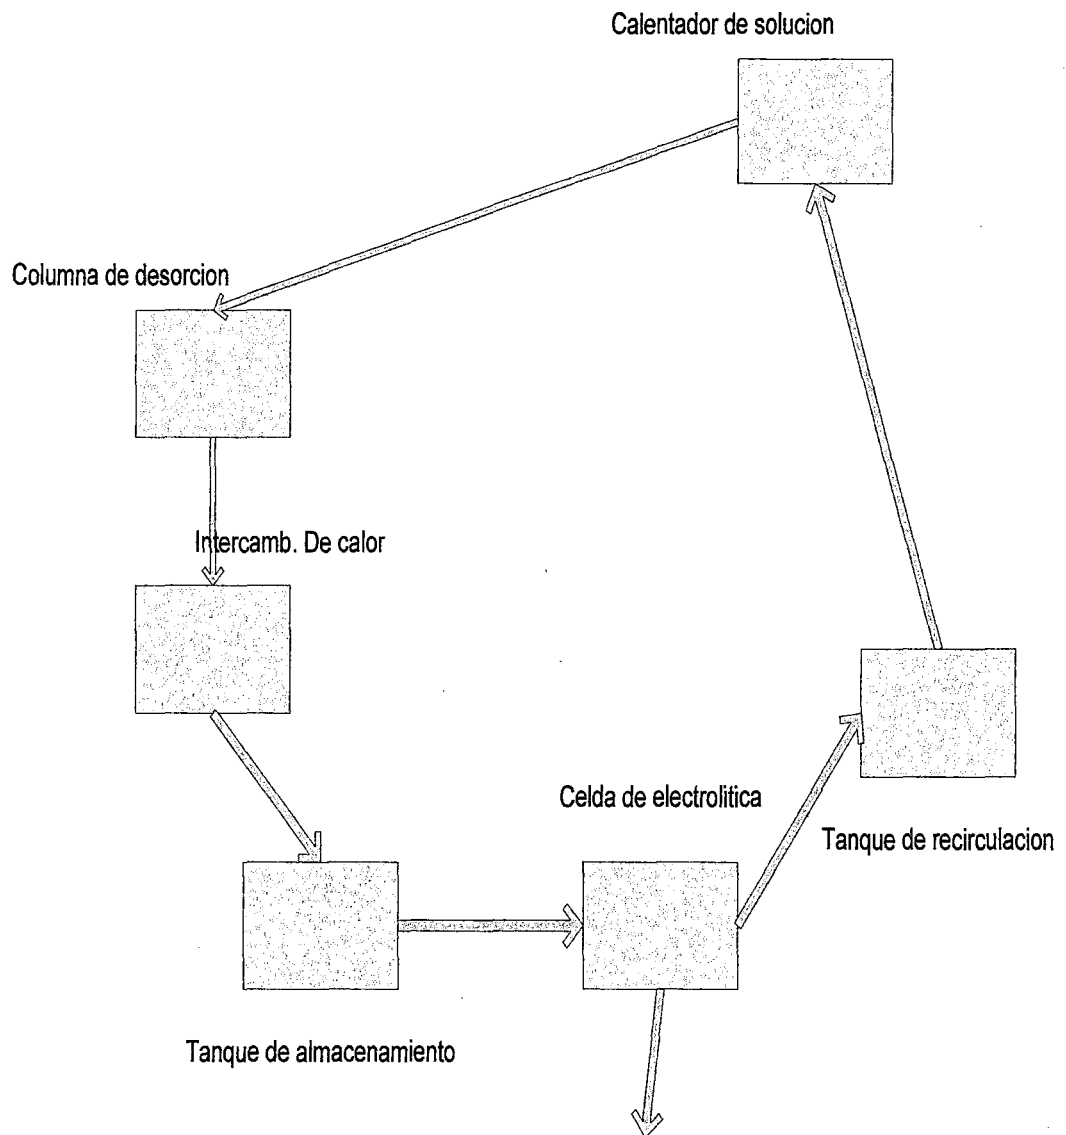 Calentador de solucion
Columna de desorcion
Intercamb. De calor
Celda de electrolitica
Tanque de recirculacion
Tanque de almacenamiento